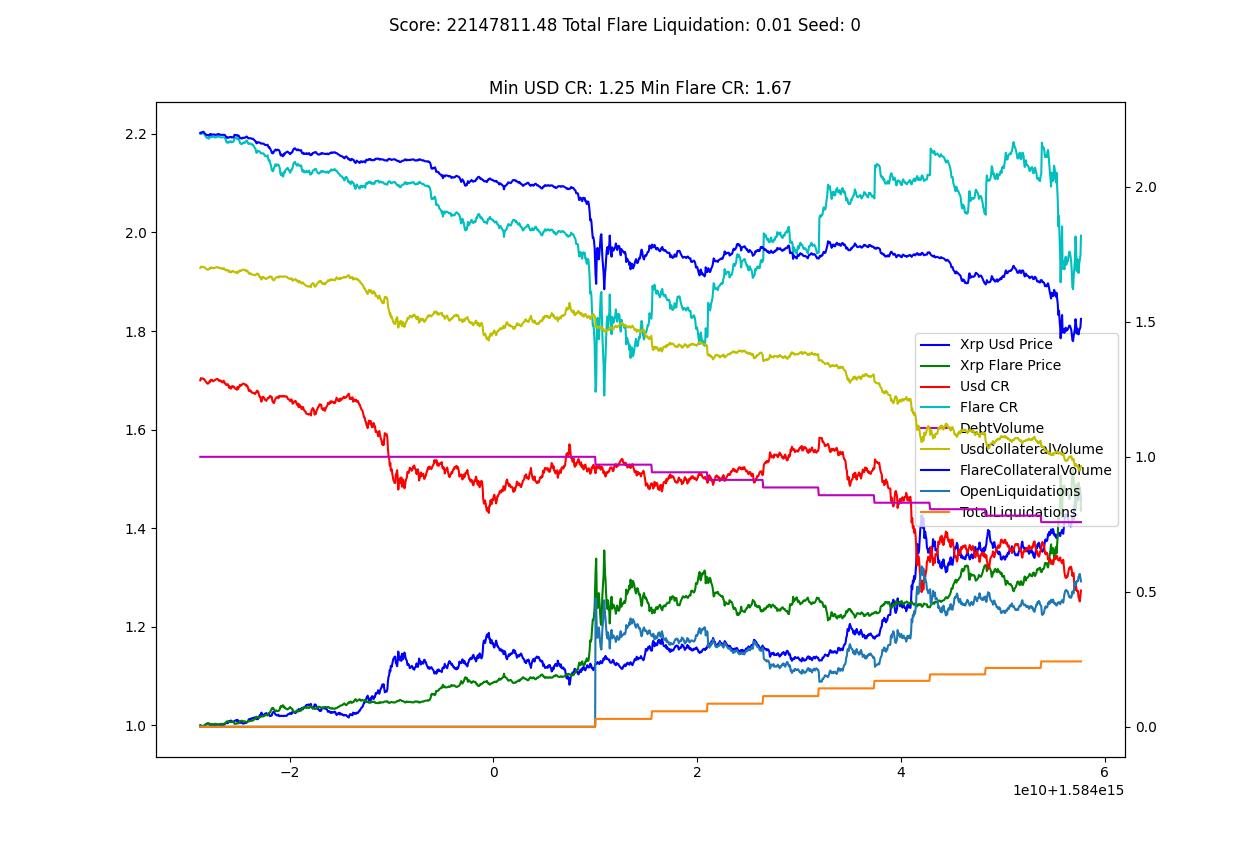 Score: 22147811.48 Total Flare Liquidation: 0.01 Seed: 0
Min USD CR: 1.25 Min Flare CR: 1.67
2.2
2.0
1.8
1.6
1.4
1.2
1.0
2.0
1.5
1.0
0.5
0.0
Xrp Usd Price
Xrp Flare Price
Usd CR
Flare CR
DebtVolume
UsdCollateralVolume
FlareCollateralVolume
OpenLiquidations
TotalLiquidations
−2 0 2 4 6
1e10+1.584e15